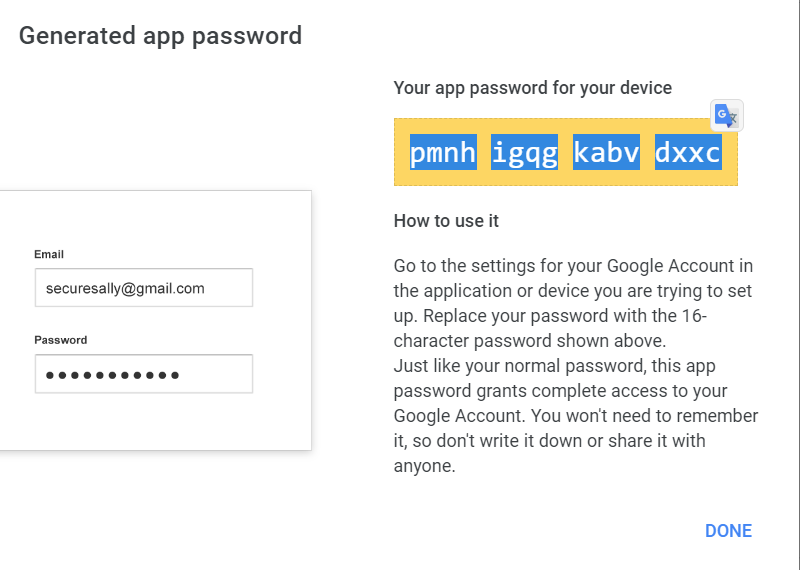 Generated app password
Your app password for your device
pmnh igqg kabv dxxc
How to use it
Go to the settings for your Google Account in
the application or device you are trying to set
up. Replace your password with the 16-
character password shown above.
Just like your normal password, this app
password grants complete access to your
Google Account. You won't need to remember
it, so don't write it down or share it with
anyone.
Email
securesally@gmail.com
Password
DONE